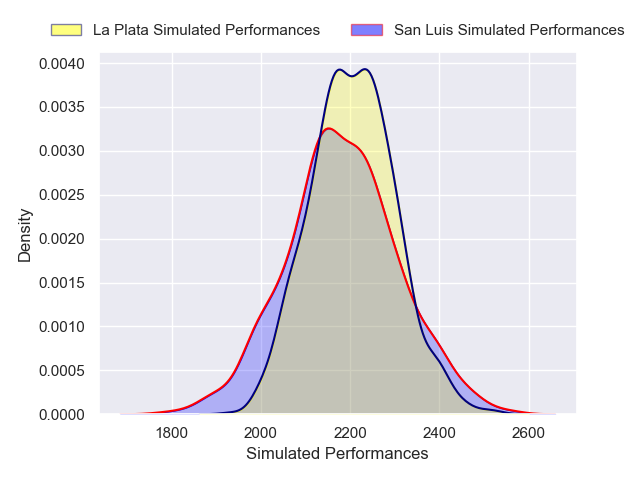 La Plata Simulated Performances San Luis Simulated Performances
0.0040
0.0035
0.0030
0.0025
0.0020
0.0015
0.0010
0.0005
0.0000
Density
1800 2000 2200 2400 2600
Simulated Performances